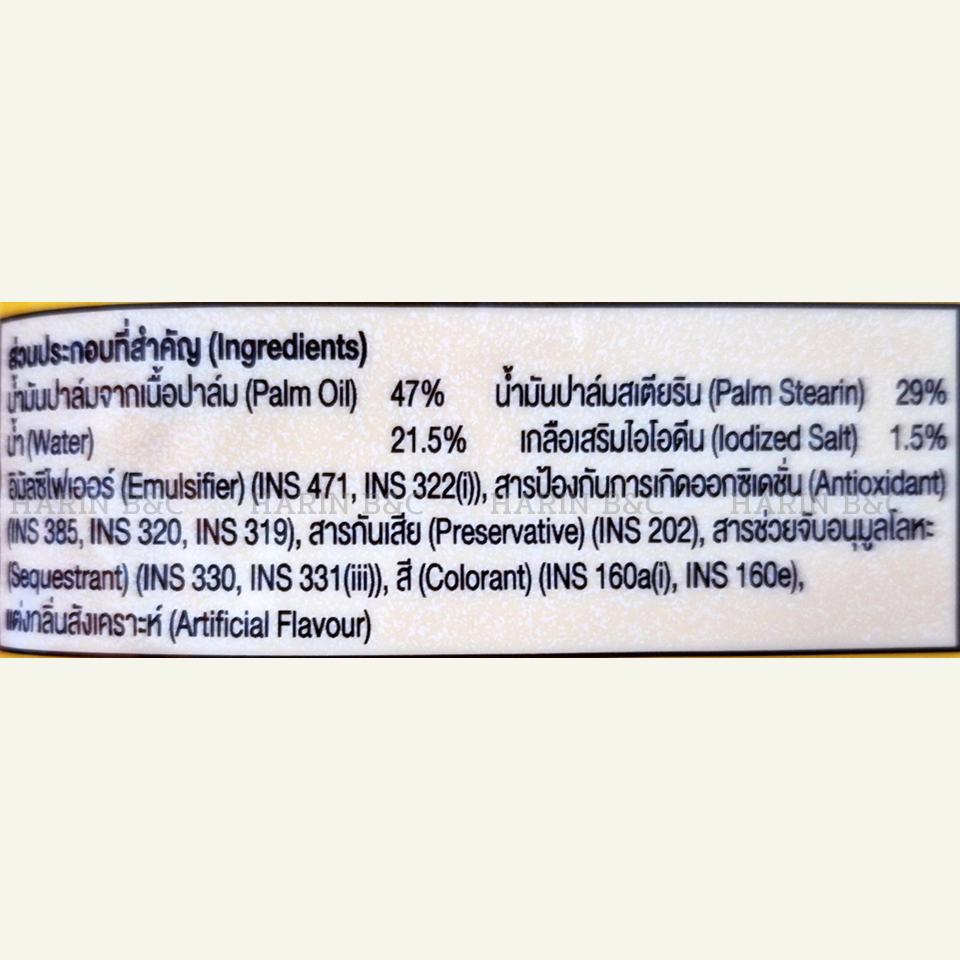 ส่วนประกอบที่สำคัญ (Ingredients)
น้ำมันปาล์มจากเนื้อปาล์ม (Palm Oil) 47% น้ำมันปาล์มสเตียริน (Palm Stearin) 29%
น้ำ (Water) 21.5% เกลือเสริมไอโอดีน (Iodized Salt) 1.5%
อิมัลซิไฟเออร์ (Emulsifier) (INS 471, INS 322(i)), สารป้องกันการเกิดออกซิเดชั่น (Antioxidant)
HARIN B&C HARIN B&C HARIN B&C HARIN B&C
(INS 385, INS 320, INS 319), สารกันเสีย (Preservative) (INS 202), สารช่วยจับอนุมูลโลหะ
(Sequestrant) (INS 330, INS 331(iii)), สี (Colorant) (INS 160a(i), INS 160e),
แต่งกลิ่นสังเคราะห์ (Artificial Flavour)